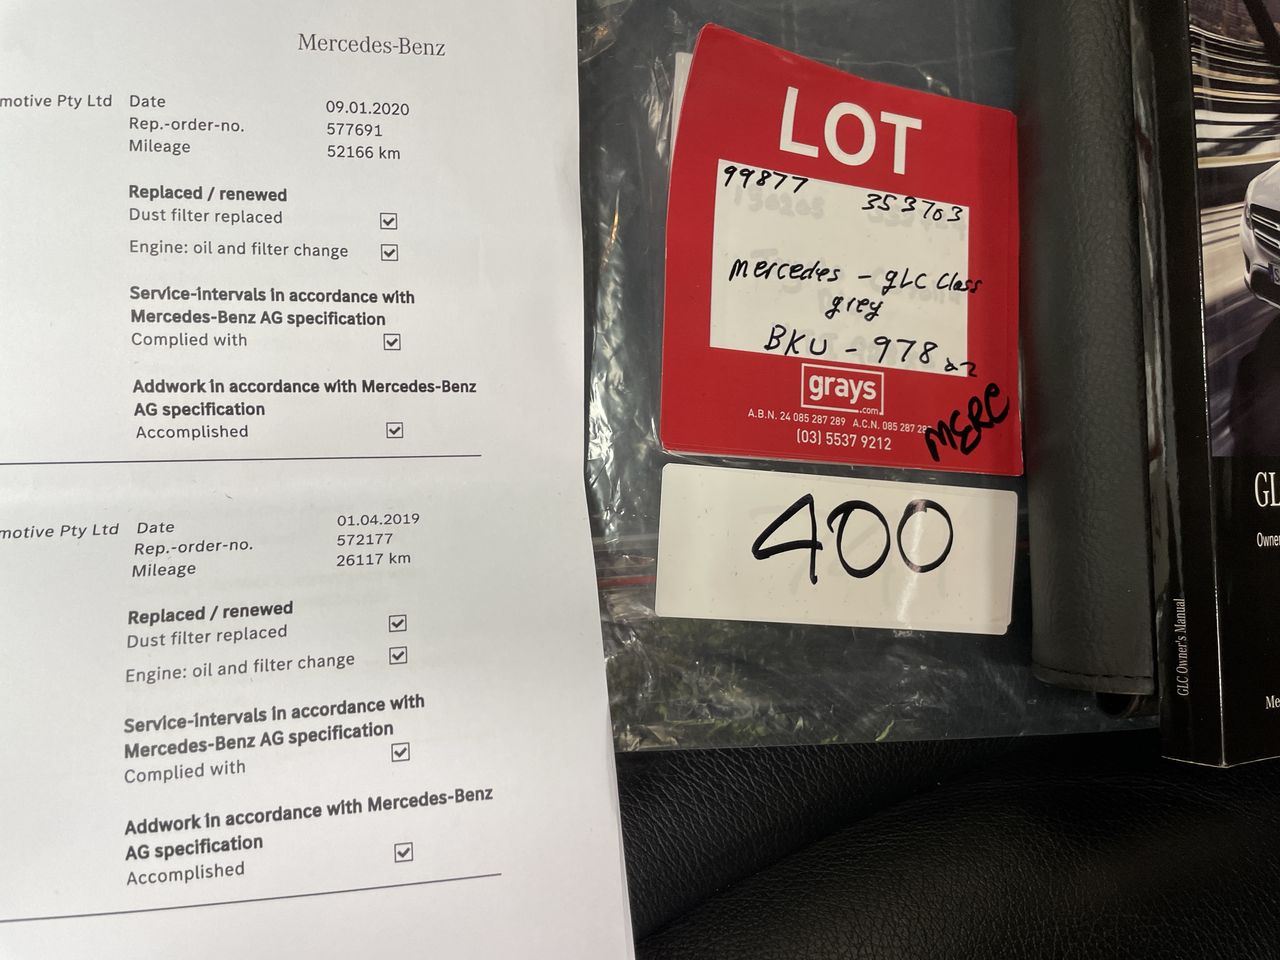 Mercedes-Benz
motive Pty Ltd Date 09.01.2020
Rep.-order-no. 577691
Mileage 52166 km
Replaced / renewed
Dust filter replaced
Engine: oil and filter change
Service-intervals in accordance with
Mercedes-Benz AG specification
Complied with
Addwork in accordance with Mercedes-Benz
AG specification
Accomplished
motive Pty Ltd Date 01.04.2019
Rep.-order-no. 572177
Mileage 26117 km
Replaced / renewed
Dust filter replaced
Engine: oil and filter change
Service-intervals in accordance with
Mercedes-Benz AG specification
Complied with
Addwork in accordance with Mercedes-Benz
AG specification
Accomplished
LOT
99877 353703
Mercedes - GLC Class
grey
BKU - 978
grays
.com
A.B.N. 24 085 287 289 A.C.N. 085 287
(03) 5537 9212
MERC
400
GLC Owner's Manual
GL
Owner
Me